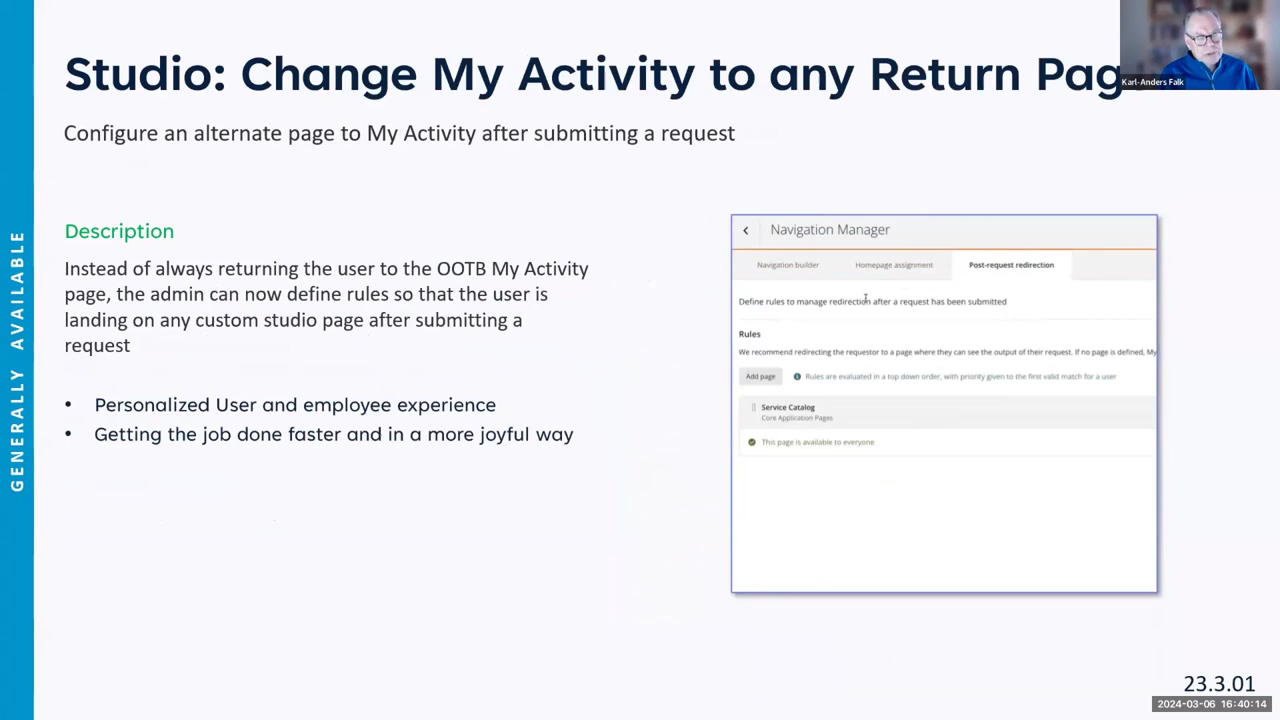 Studio: Change My Activity to any Return Pag
Karl-Anders Falk
Configure an alternate page to My Activity after submitting a request
GENERALLY AVAILABLE
Description
Instead of always returning the user to the OOTB My Activity
page, the admin can now define rules so that the user is
landing on any custom studio page after submitting a
request
• Personalized User and employee experience
• Getting the job done faster and in a more joyful way
Navigation Manager
Navigation builder Homepage assignment Post-request redirection
Define rules to manage redirection after a request has been submitted
Rules
We recommend redirecting the requestor to a page where they can see the output of their request. If no page is defined, My
Add page Rules are evaluated in a top down order, with priority given to the first valid match for a user
Service Catalog
Core Application Pages
This page is available to everyone
23.3.01
2024-03-06 16:40:14